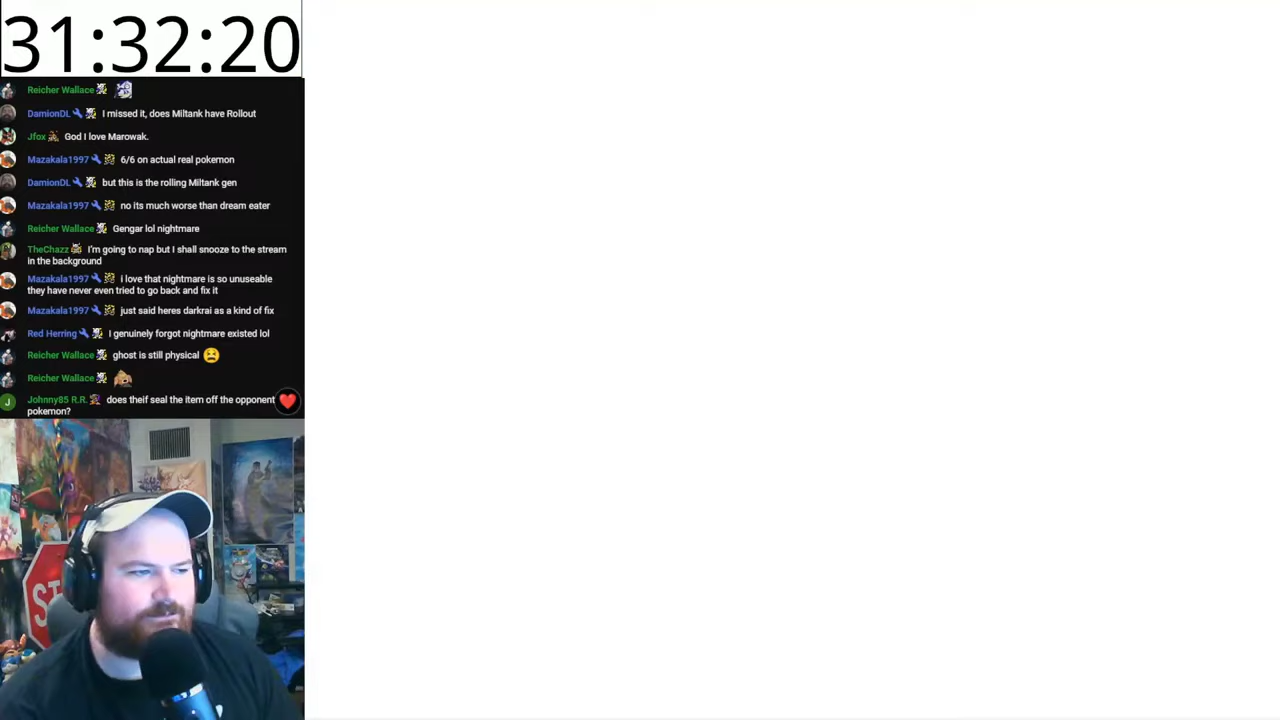 31:32:20
Reicher Wallace
DamionDL I missed it, does Miltank have Rollout
Jfox God I love Marowak.
Mazakala1997 6/6 on actual real pokemon
DamionDL but this is the rolling Miltank gen
Mazakala1997 no its much worse than dream eater
Reicher Wallace Gengar lol nightmare
TheChazz I'm going to nap but I shall snooze to the stream
in the background
Mazakala1997 i love that nightmare is so unuseable
they have never even tried to go back and fix it
Mazakala1997 just said heres darkrai as a kind of fix
Red Herring I genuinely forgot nightmare existed lol
Reicher Wallace ghost is still physical
Reicher Wallace
J Johnny85 R.R. does theif seal the item off the opponent
pokemon?
ST